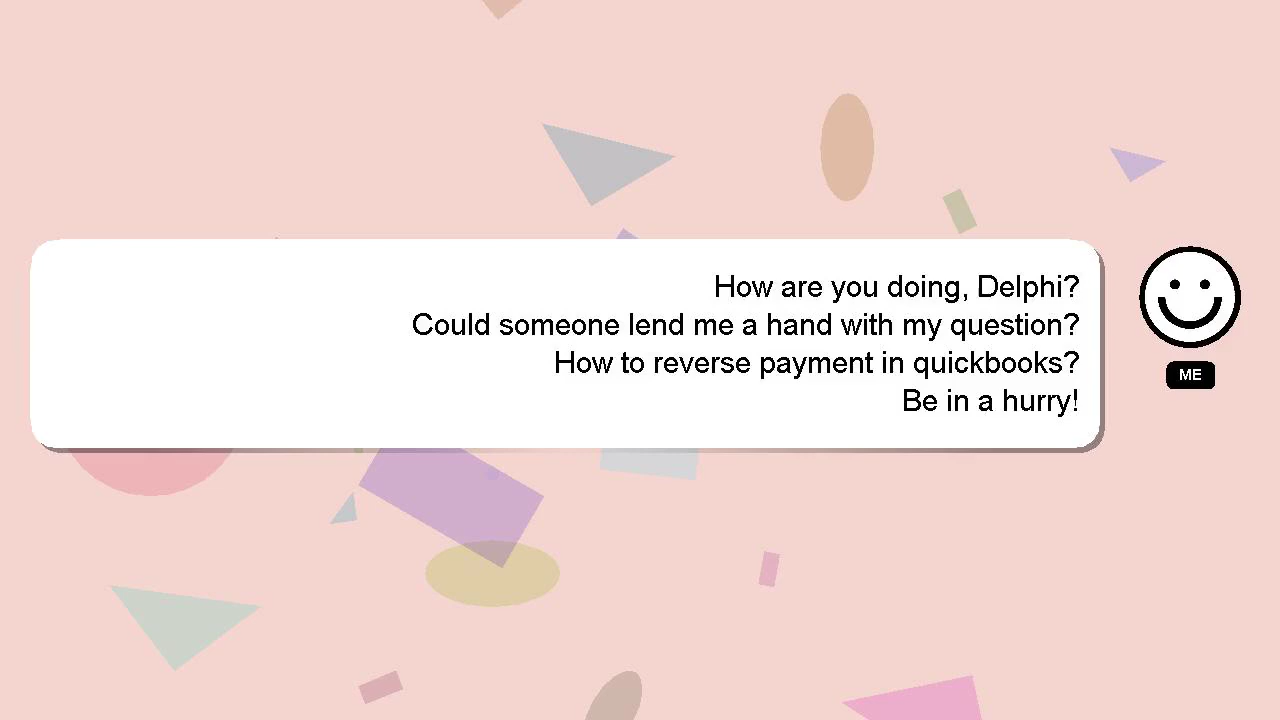 How are you doing, Delphi?
Could someone lend me a hand with my question?
How to reverse payment in quickbooks?
Be in a hurry!
ME